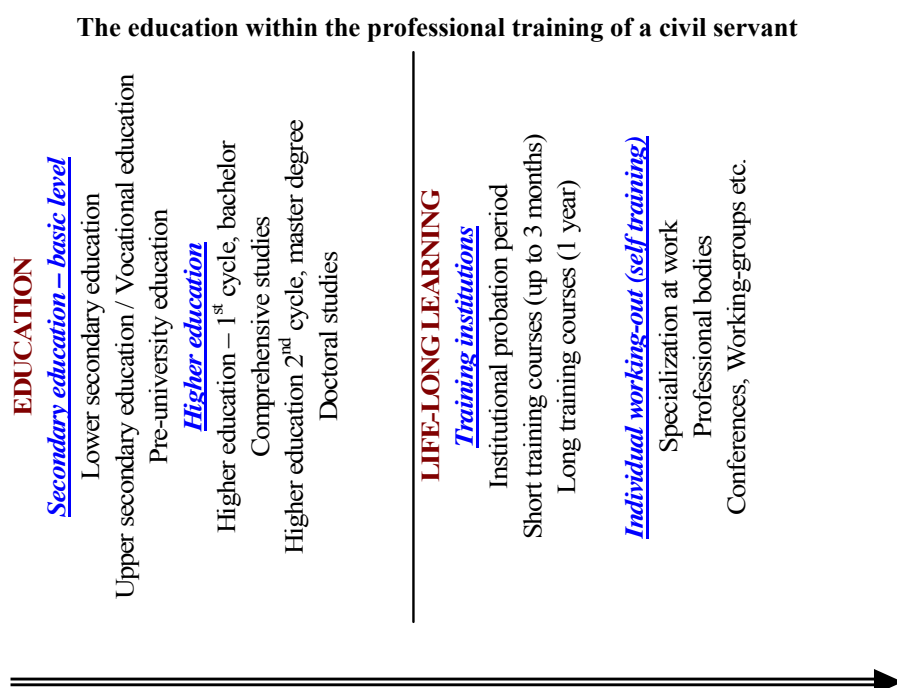 The education within the professional training of a civil servant
EDUCATION
Secondary education – basic level
Lower secondary education
Upper secondary education / Vocational education
Pre-university education
Higher education
Higher education – 1st cycle, bachelor
Comprehensive studies
Higher education 2nd cycle, master degree
Doctoral studies
LIFE-LONG LEARNING
Training institutions
Institutional probation period
Short training courses (up to 3 months)
Long training courses (1 year)
Individual working-out (self training)
Specialization at work
Professional bodies
Conferences, Working-groups etc.